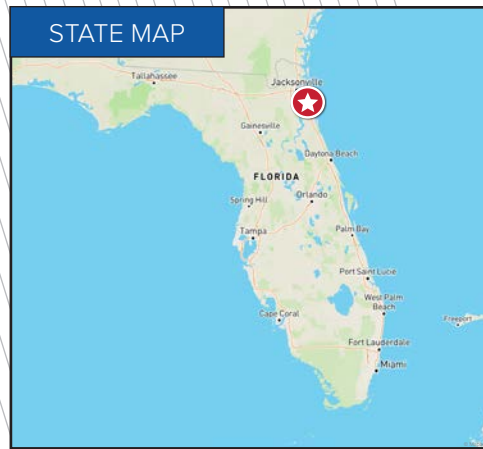 STATE MAP
Tallahassee
Jacksonville
Gainesville
Daytona Beach
FLORIDA
Spring Hill
Orlando
Tampa
Palm Bay
Port Saint Lucie
West Palm
Beach
Cape Coral
Freeport
Fort Lauderdale
Miami